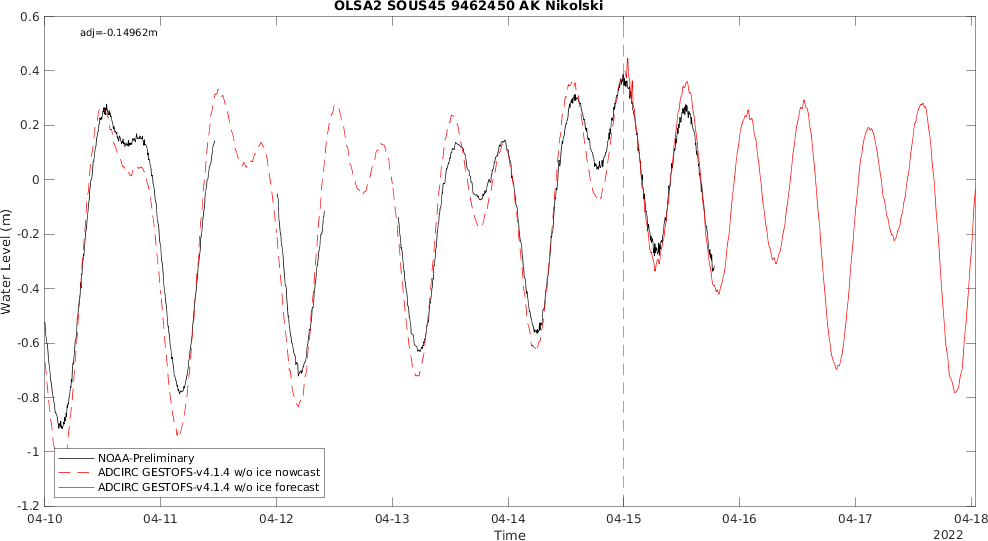 OLSA2 SOUS45 9462450 AK Nikolski
adj=-0.14962m
0.6
0.4
0.2
0
-0.2
-0.4
-0.6
-0.8
-1
-1.2
Water Level (m)
NOAA-Preliminary
ADCIRC GESTOFS-v4.1.4 w/o ice nowcast
ADCIRC GESTOFS-v4.1.4 w/o ice forecast
04-10 04-11 04-12 04-13 04-14 04-15 04-16 04-17 04-18
Time
2022